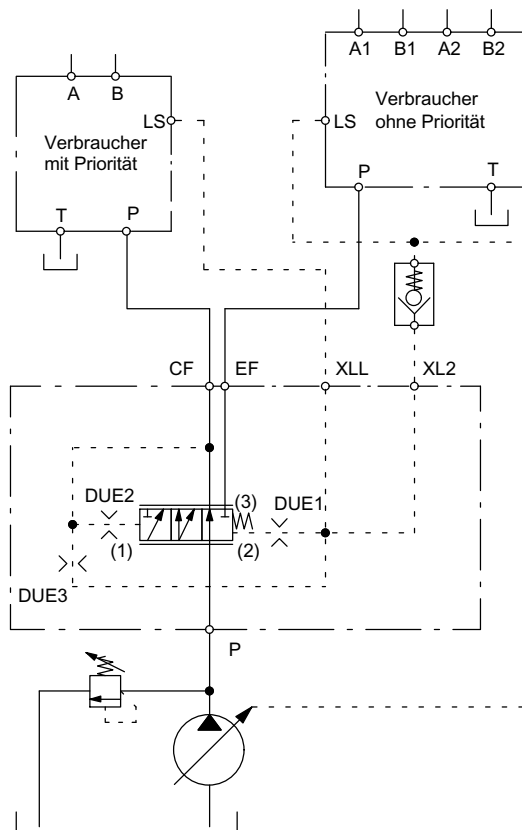 A1 B1 A2 B2
A B
LS
LS
Verbraucher
ohne Priorität
Verbraucher
mit Priorität
P
T
T P
CF EF XLL XL2
DUE2 (3) DUE1
(1) (2)
DUE3
P